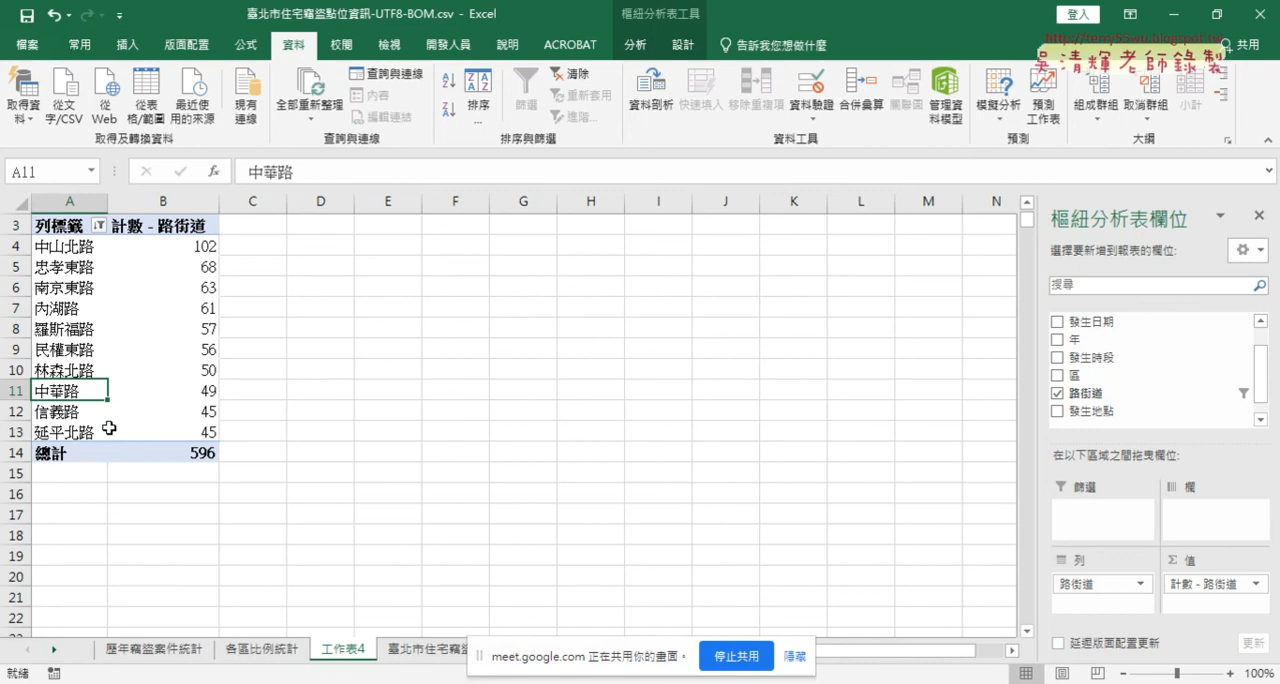 臺北市住宅竊盜點位資訊-UTF8-BOM.csv - Excel
樞紐分析表工具
登入
檔案 常用 插入 版面配置 公式 資料 校閱 檢視 開發人員 說明 ACROBAT 分析 設計 告訴我您想做什麼 共用
http://terry55wu.blogspot.tw
吳清輝老師錄製
取得資料 從文字/CSV 從Web 從表格/範圍 最近使用的來源 現有連線
取得及轉換資料
全部重新整理 查詢與連線 內容 編輯連結
查詢與連線
排序... 篩選 清除 重新套用 進階...
排序與篩選
資料剖析 快速填入 移除重複項 資料驗證 合併彙算 關聯圖 管理資料模型
資料工具
模擬分析 預測工作表
預測
組成群組 取消群組 小計
大綱
A11 fx 中華路
A B C D E F G H I J K L M N
3 列標籤 計數 - 路街道
4 中山北路 102
5 忠孝東路 68
6 南京東路 63
7 內湖路 61
8 羅斯福路 57
9 民權東路 56
10 林森北路 50
11 中華路 49
12 信義路 45
13 延平北路 45
14 總計 596
15
16
17
18
19
20
21
22
樞紐分析表欄位
選擇要新增到報表的欄位:
搜尋
發生日期
年
發生時段
區
路街道
發生地點
在以下區域之間拖曳欄位:
篩選 欄
列 Σ 值
路街道 計數 - 路街道
延遲版面配置更新 更新
歷年竊盜案件統計 各區比例統計 工作表4 臺北市住宅竊
meet.google.com 正在共用你的畫面。 停止共用 隱藏
就緒 100%